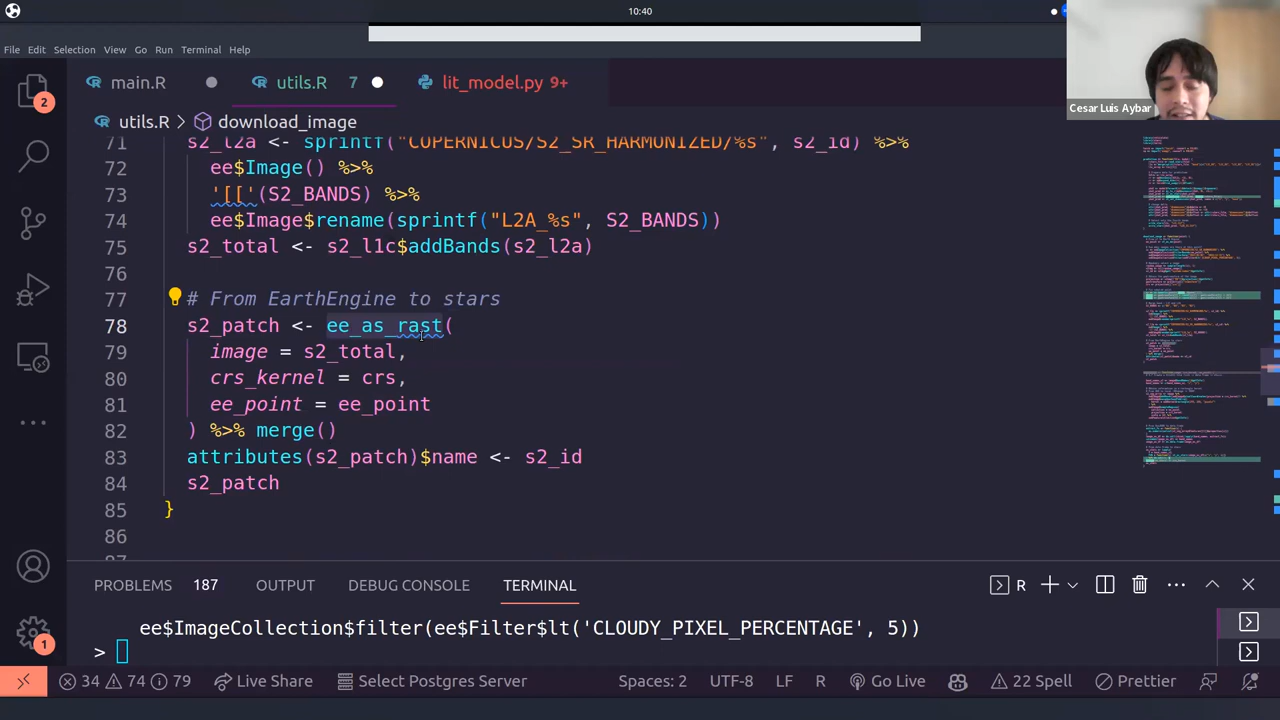 10:40
File Edit Selection View Go Run Terminal Help
Cesar Luis Aybar
main.R utils.R 7 lit_model.py 9+
utils.R > download_image
2
71 s2_l2a <- sprintf("COPERNICUS/S2_SR_HARMONIZED/%s", s2_id) %>%
72 ee$Image() %>%
73 '[['(S2_BANDS) %>%
74 ee$Image$rename(sprintf("L2A_%s", S2_BANDS))
75 s2_total <- s2_l1c$addBands(s2_l2a)
76
77 # From EarthEngine to stars
78 s2_patch <- ee_as_rast(
79 image = s2_total,
80 crs_kernel = crs,
81 ee_point = ee_point
82 ) %>% merge()
83 attributes(s2_patch)$name <- s2_id
84 s2_patch
85 }
86
87
PROBLEMS 187 OUTPUT DEBUG CONSOLE TERMINAL R
ee$ImageCollection$filter(ee$Filter$lt('CLOUDY_PIXEL_PERCENTAGE', 5))
>
1
34 74 79 Live Share Select Postgres Server Spaces: 2 UTF-8 LF R Go Live 22 Spell Prettier